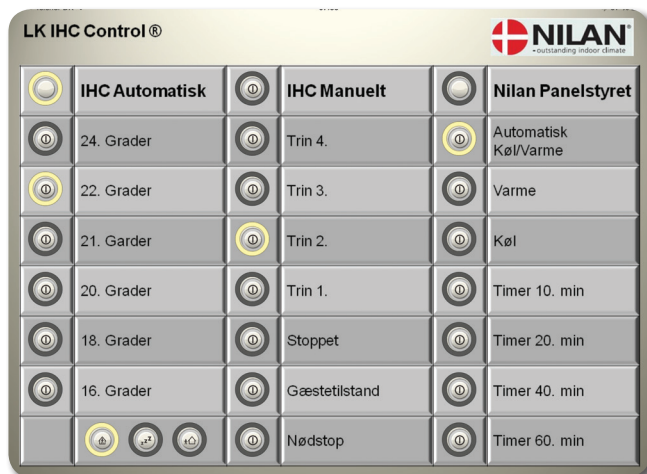 LK IHC Control ®
NILAN®
outstanding indoor climate
IHC Automatisk
IHC Manuelt
Nilan Panelstyret
24. Grader
Trin 4.
Automatisk
Køl/Varme
22. Grader
Trin 3.
Varme
21. Garder
Trin 2.
Køl
20. Grader
Trin 1.
Timer 10. min
18. Grader
Stoppet
Timer 20. min
16. Grader
Gæstetilstand
Timer 40. min
zzZ
Nødstop
Timer 60. min